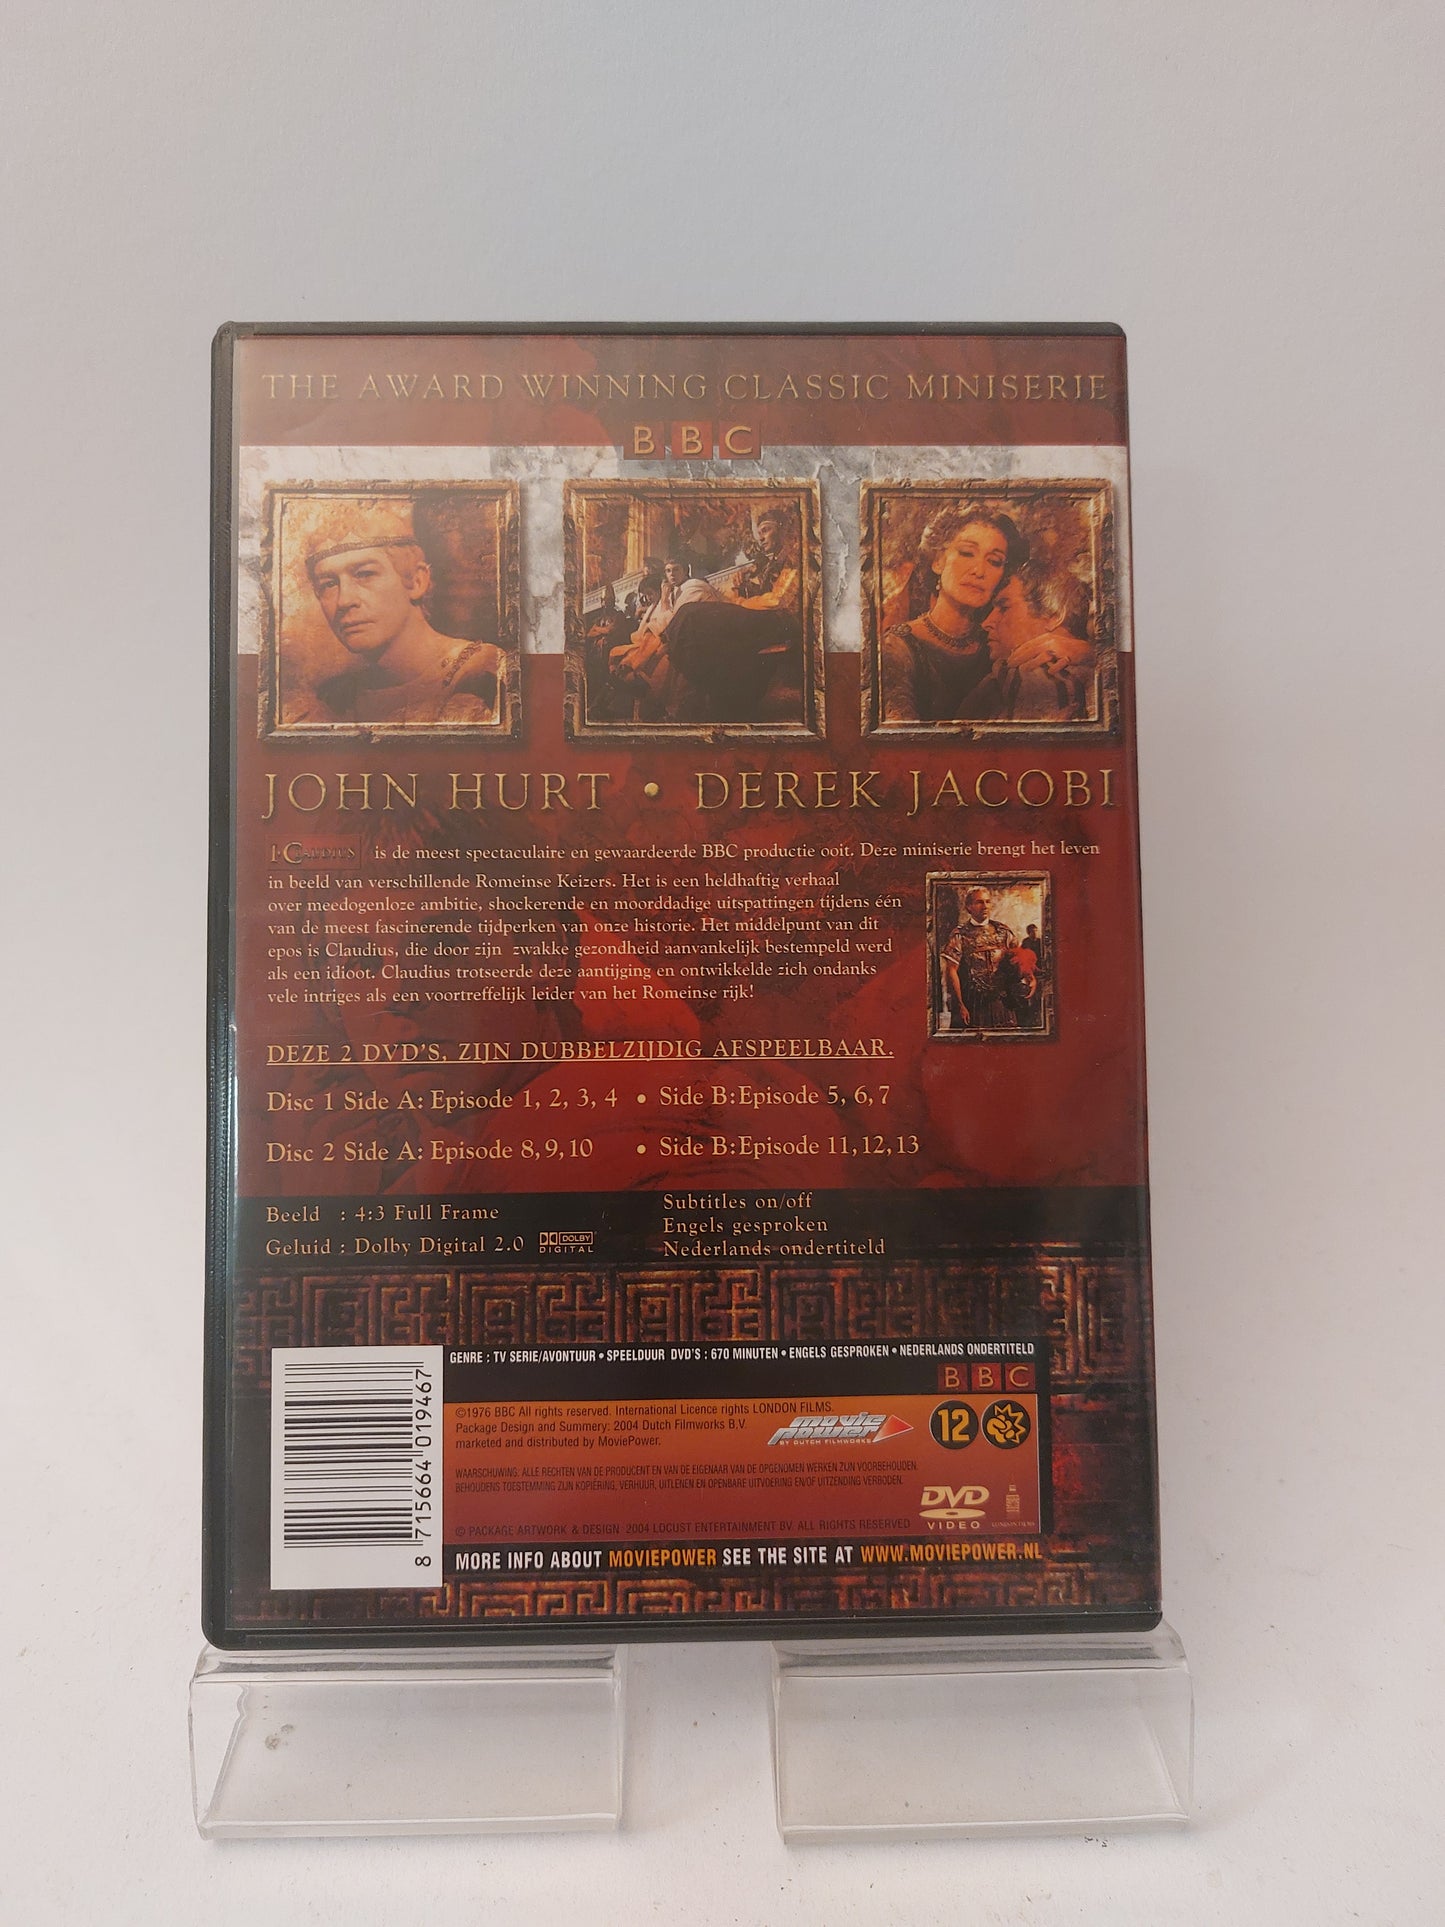 THE AWARD WINNING CLASSIC MINISERIE
BBC
JOHN HURT • DEREK JACOBI
I·CLAUDIUS is de meest spectaculaire en gewaardeerde BBC productie ooit. Deze miniserie brengt het leven
in beeld van verschillende Romeinse Keizers. Het is een heldhaftig verhaal
over meedogenloze ambitie, shockerende en moorddadige uitspattingen tijdens één
van de meest fascinerende tijdperken van onze historie. Het middelpunt van dit
epos is Claudius, die door zijn zwakke gezondheid aanvankelijk bestempeld werd
als een idioot. Claudius trotseerde deze aantijging en ontwikkelde zich ondanks
vele intriges als een voortreffelijk leider van het Romeinse rijk!
DEZE 2 DVD'S, ZIJN DUBBELZIJDIG AFSPEELBAAR.
Disc 1 Side A: Episode 1, 2, 3, 4 • Side B:Episode 5, 6, 7
Disc 2 Side A: Episode 8, 9, 10 • Side B:Episode 11, 12, 13
Beeld : 4:3 Full Frame
Geluid : Dolby Digital 2.0
DOLBY
DIGITAL
Subtitles on/off
Engels gesproken
Nederlands ondertiteld
GENRE : TV SERIE/AVONTUUR • SPEELDUUR DVD'S : 670 MINUTEN • ENGELS GESPROKEN • NEDERLANDS ONDERTITELD
BBC
©1976 BBC All rights reserved. International Licence rights LONDON FILMS.
Package Design and Summery: 2004 Dutch Filmworks B.V.
marketed and distributed by MoviePower.
movie power
BY DUTCH FILMWORKS
12
WAARSCHUWING: ALLE RECHTEN VAN DE PRODUCENT EN VAN DE EIGENAAR VAN DE OPGENOMEN WERKEN ZIJN VOORBEHOUDEN.
BEHOUDENS TOESTEMMING ZIJN KOPIËRING, VERHUUR, UITLENEN EN OPENBARE UITVOERING EN/OF UITZENDING VERBODEN.
DVD
VIDEO
LONDON FILMS
© PACKAGE ARTWORK & DESIGN 2004 LOCUST ENTERTAINMENT BV. ALL RIGHTS RESERVED
MORE INFO ABOUT MOVIEPOWER SEE THE SITE AT WWW.MOVIEPOWER.NL
8 715664 019467